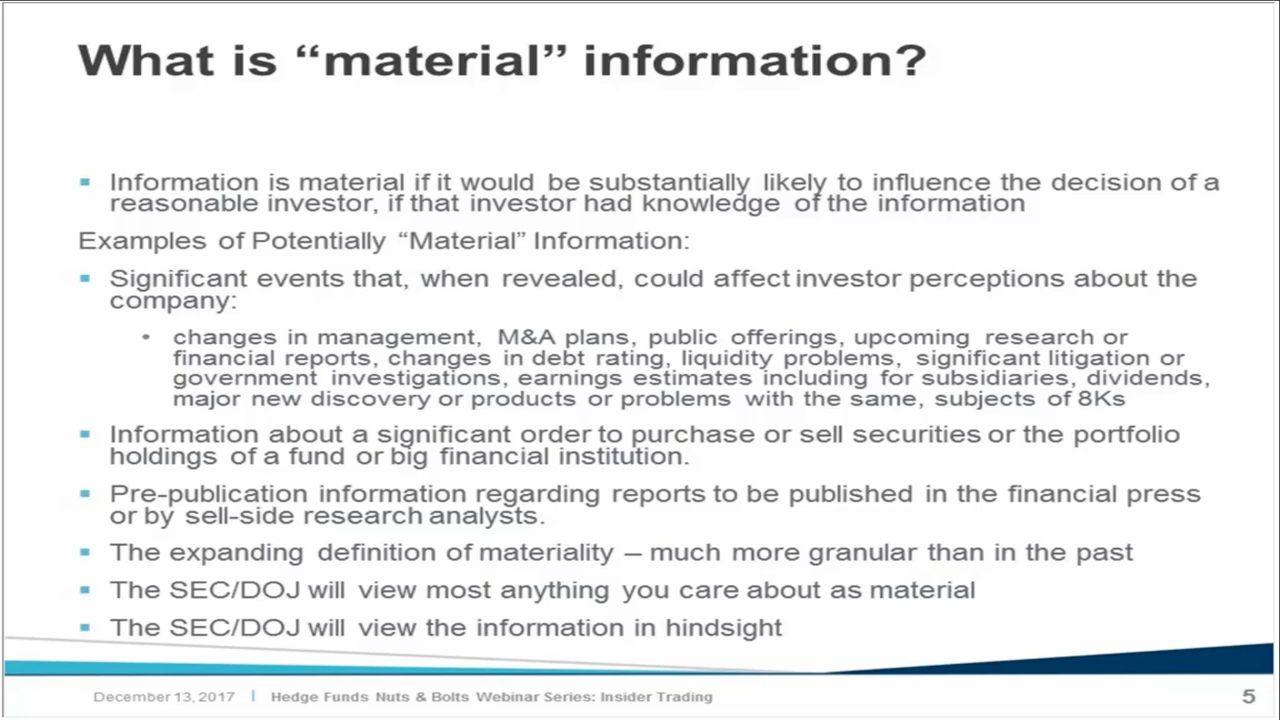 What is “material” information?
▪ Information is material if it would be substantially likely to influence the decision of a
reasonable investor, if that investor had knowledge of the information
Examples of Potentially “Material” Information:
▪ Significant events that, when revealed, could affect investor perceptions about the
company:
• changes in management, M&A plans, public offerings, upcoming research or
financial reports, changes in debt rating, liquidity problems, significant litigation or
government investigations, earnings estimates including for subsidiaries, dividends,
major new discovery or products or problems with the same, subjects of 8Ks
▪ Information about a significant order to purchase or sell securities or the portfolio
holdings of a fund or big financial institution.
▪ Pre-publication information regarding reports to be published in the financial press
or by sell-side research analysts.
▪ The expanding definition of materiality – much more granular than in the past
▪ The SEC/DOJ will view most anything you care about as material
▪ The SEC/DOJ will view the information in hindsight
December 13, 2017 | Hedge Funds Nuts & Bolts Webinar Series: Insider Trading 5